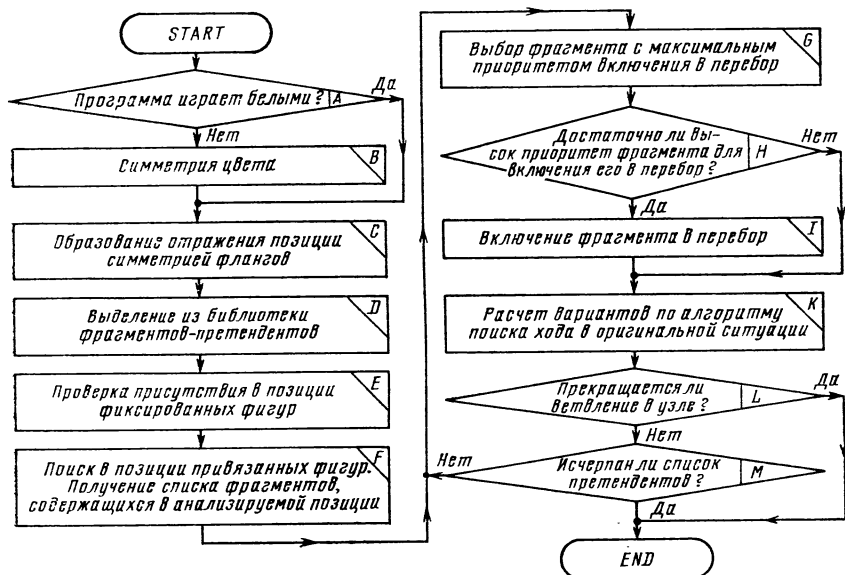 START
Программа играет белыми?
A
Да
Нет
Симметрия цвета
B
Образование отражения позиции
симметрией флангов
C
Выделение из библиотеки
фрагментов-претендентов
D
Проверка присутствия в позиции
фиксированных фигур
E
Поиск в позиции привязанных фигур.
Получение списка фрагментов,
содержащихся в анализируемой позиции
F
Выбор фрагмента с максимальным
приоритетом включения в перебор
G
Достаточно ли вы-
сок приоритет фрагмента для
включения его в перебор?
H
Нет
Да
Включение фрагмента в перебор
I
Расчет вариантов по алгоритму
поиска хода в оригинальной ситуации
K
Прекращается ли
ветвление в узле?
L
Да
Нет
Исчерпан ли список
претендентов?
M
Нет
Да
END